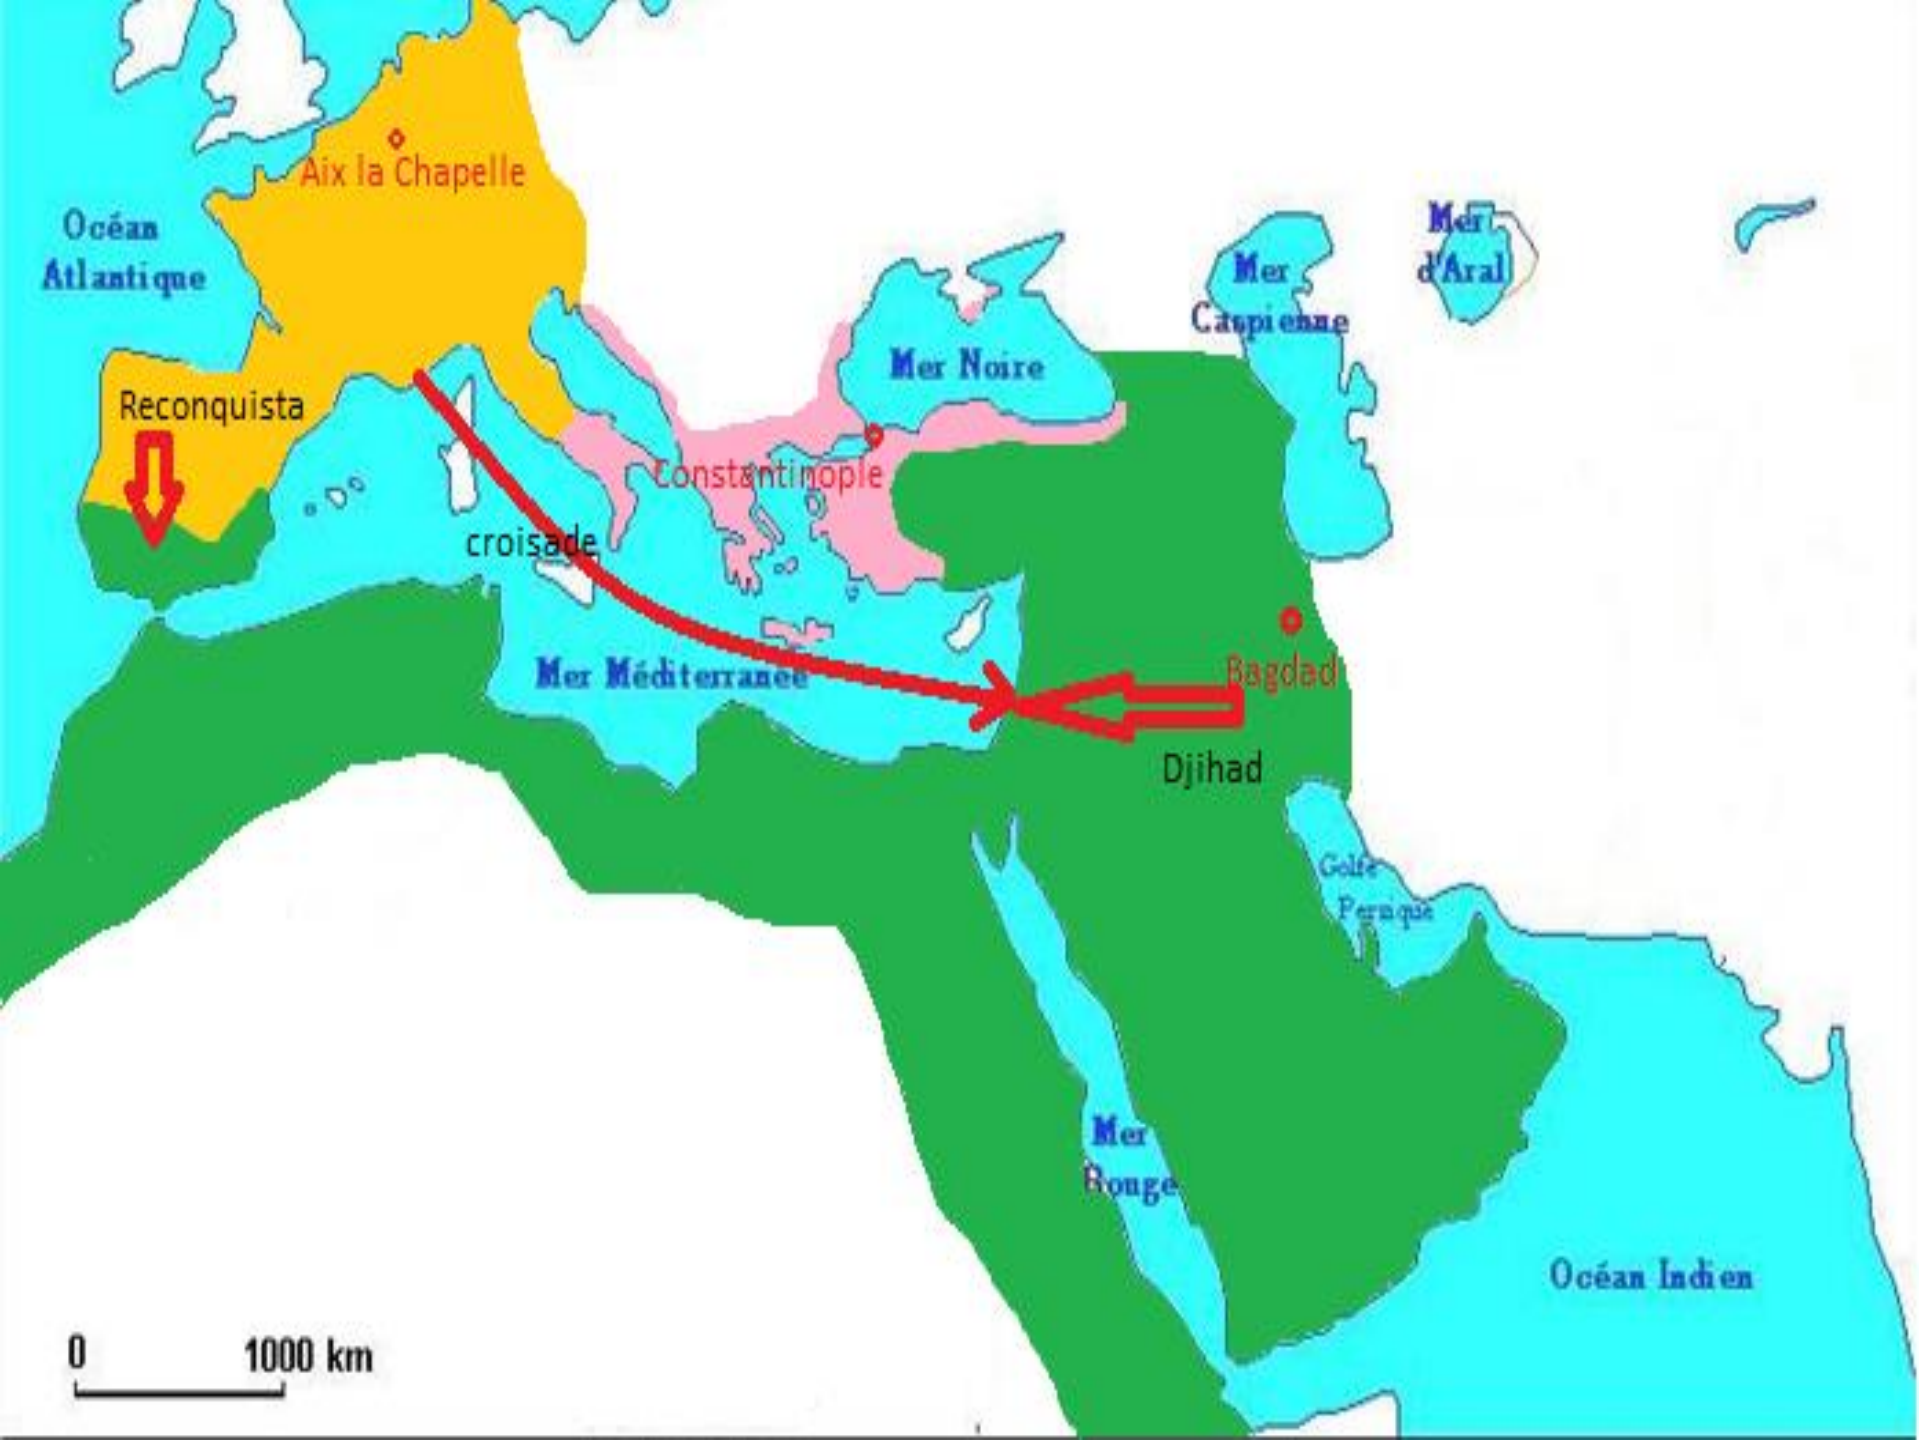 Aix la Chapelle
Océan
Atlantique
Mer
d'Aral
Mer
Caspienne
Mer Noire
Reconquista
Constantinople
croisade
Mer Méditerranée
Bagdad
Djihad
Golfe
Persique
Mer
Rouge
Océan Indien
0 1000 km